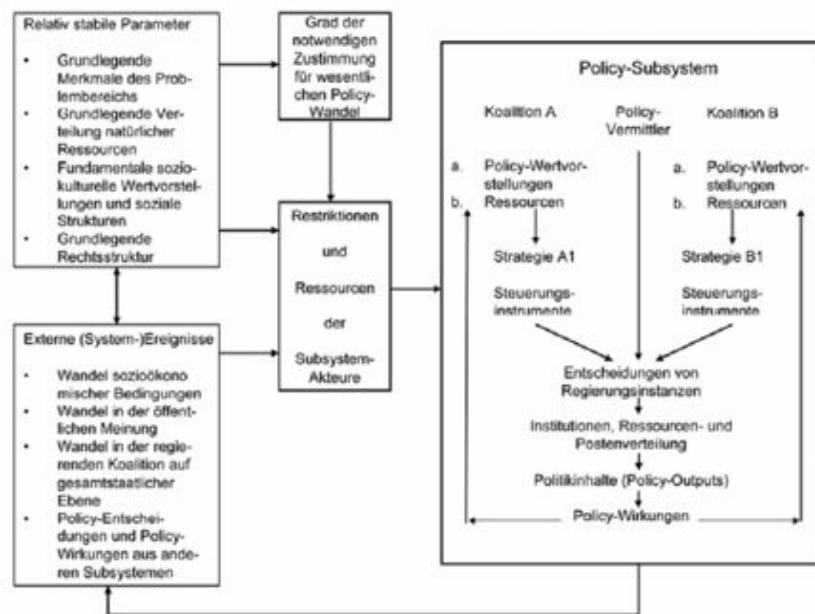 Relativ stabile Parameter
• Grundlegende
Merkmale des Prob-
lembereichs
• Grundlegende Ver-
teilung natürlicher
Ressourcen
• Fundamentale sozio-
kulturelle Wertvorstel-
lungen und soziale
Strukturen
• Grundlegende
Rechtsstruktur
Externe (System-)Ereignisse
• Wandel sozioökono
mischer Bedingungen
• Wandel in der öffent-
lichen Meinung
• Wandel in der regie-
renden Koalition auf
gesamtstaatlicher
Ebene
• Policy-Entschei-
dungen und Policy-
Wirkungen aus ande-
ren Subsystemen
Grad der
notwendigen
Zustimmung
für wesentli-
chen Policy-
Wandel
Restriktionen
und
Ressourcen
der
Subsystem-
Akteure
Policy-Subsystem
Koalition A
a. Policy-Wertvor-
stellungen
b. Ressourcen
Strategie A1
Steuerungs-
instrumente
Policy-
Vermittler
Koalition B
a. Policy-Wertvor-
stellungen
b. Ressourcen
Strategie B1
Steuerungs-
instrumente
Entscheidungen von
Regierungsinstanzen
Institutionen, Ressourcen- und
Postenverteilung
Politikinhalte (Policy-Outputs)
Policy-Wirkungen